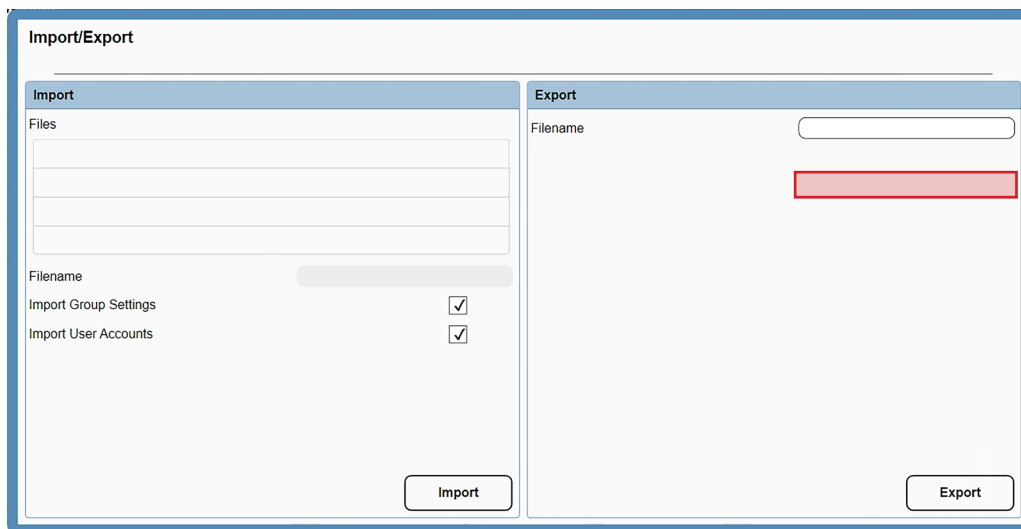 Import/Export
Import
Files
Filename
Import Group Settings
Import User Accounts
Import
Export
Filename
Export